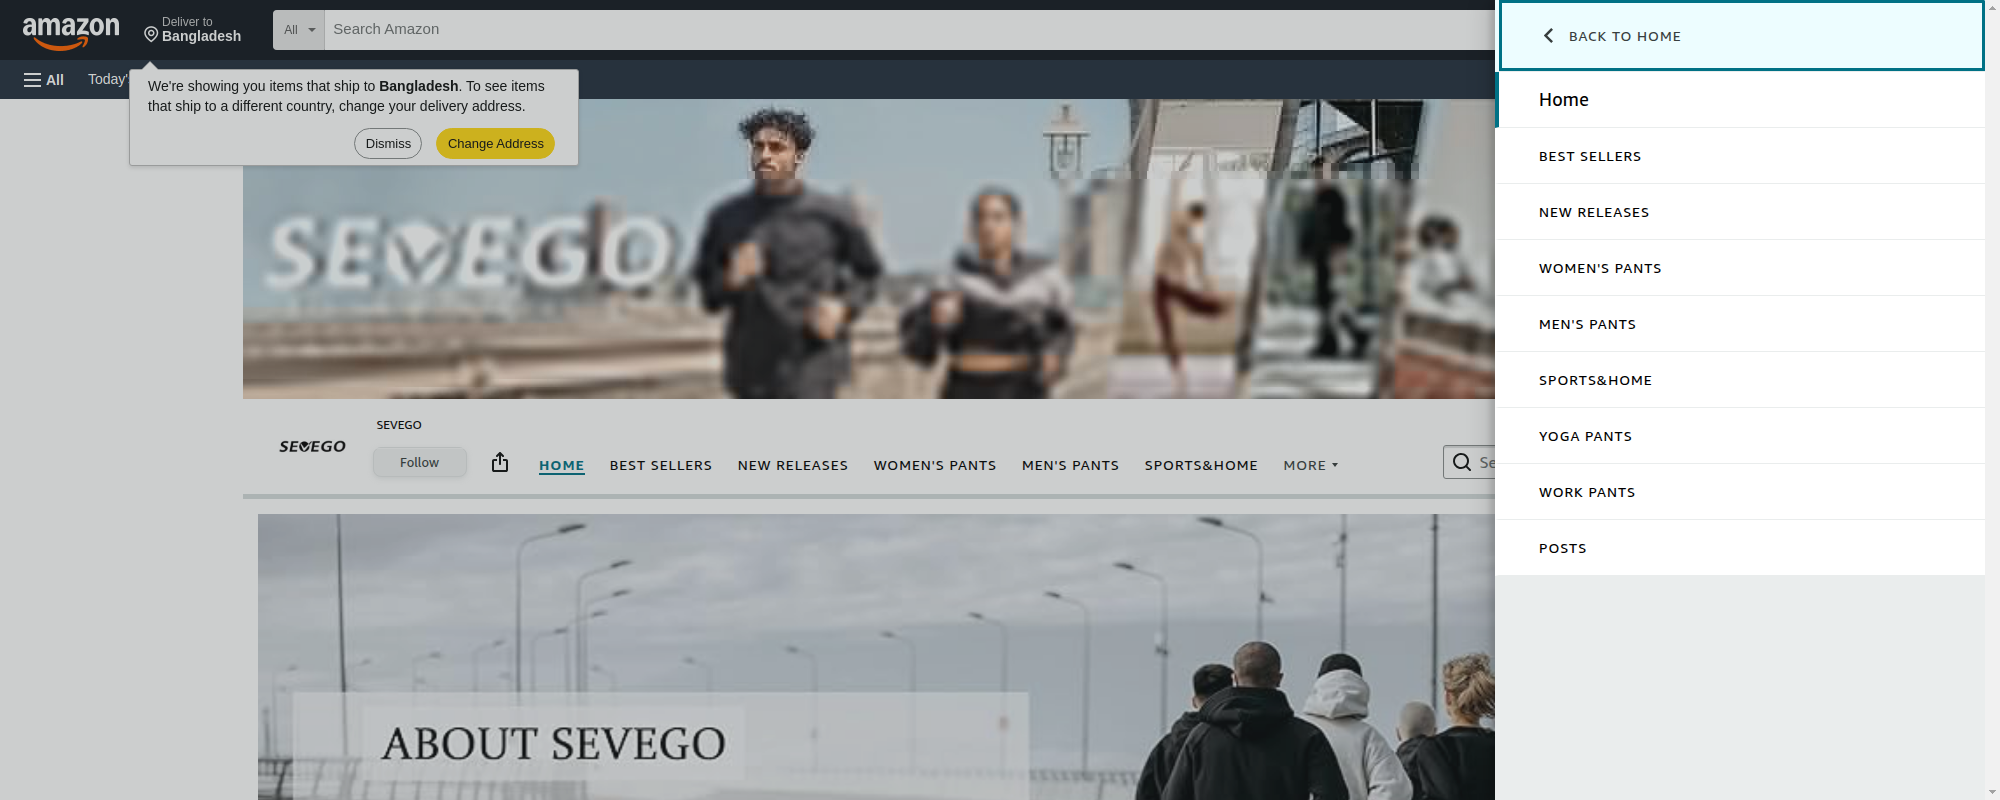 amazon
Deliver to
Bangladesh
All
Search Amazon
All
Today's
We're showing you items that ship to Bangladesh. To see items
that ship to a different country, change your delivery address.
Dismiss
Change Address
SEVEGO
SEVEGO
SEVEGO
Follow
HOME
BEST SELLERS
NEW RELEASES
WOMEN'S PANTS
MEN'S PANTS
SPORTS&HOME
MORE
Se
ABOUT SEVEGO
BACK TO HOME
Home
BEST SELLERS
NEW RELEASES
WOMEN'S PANTS
MEN'S PANTS
SPORTS&HOME
YOGA PANTS
WORK PANTS
POSTS